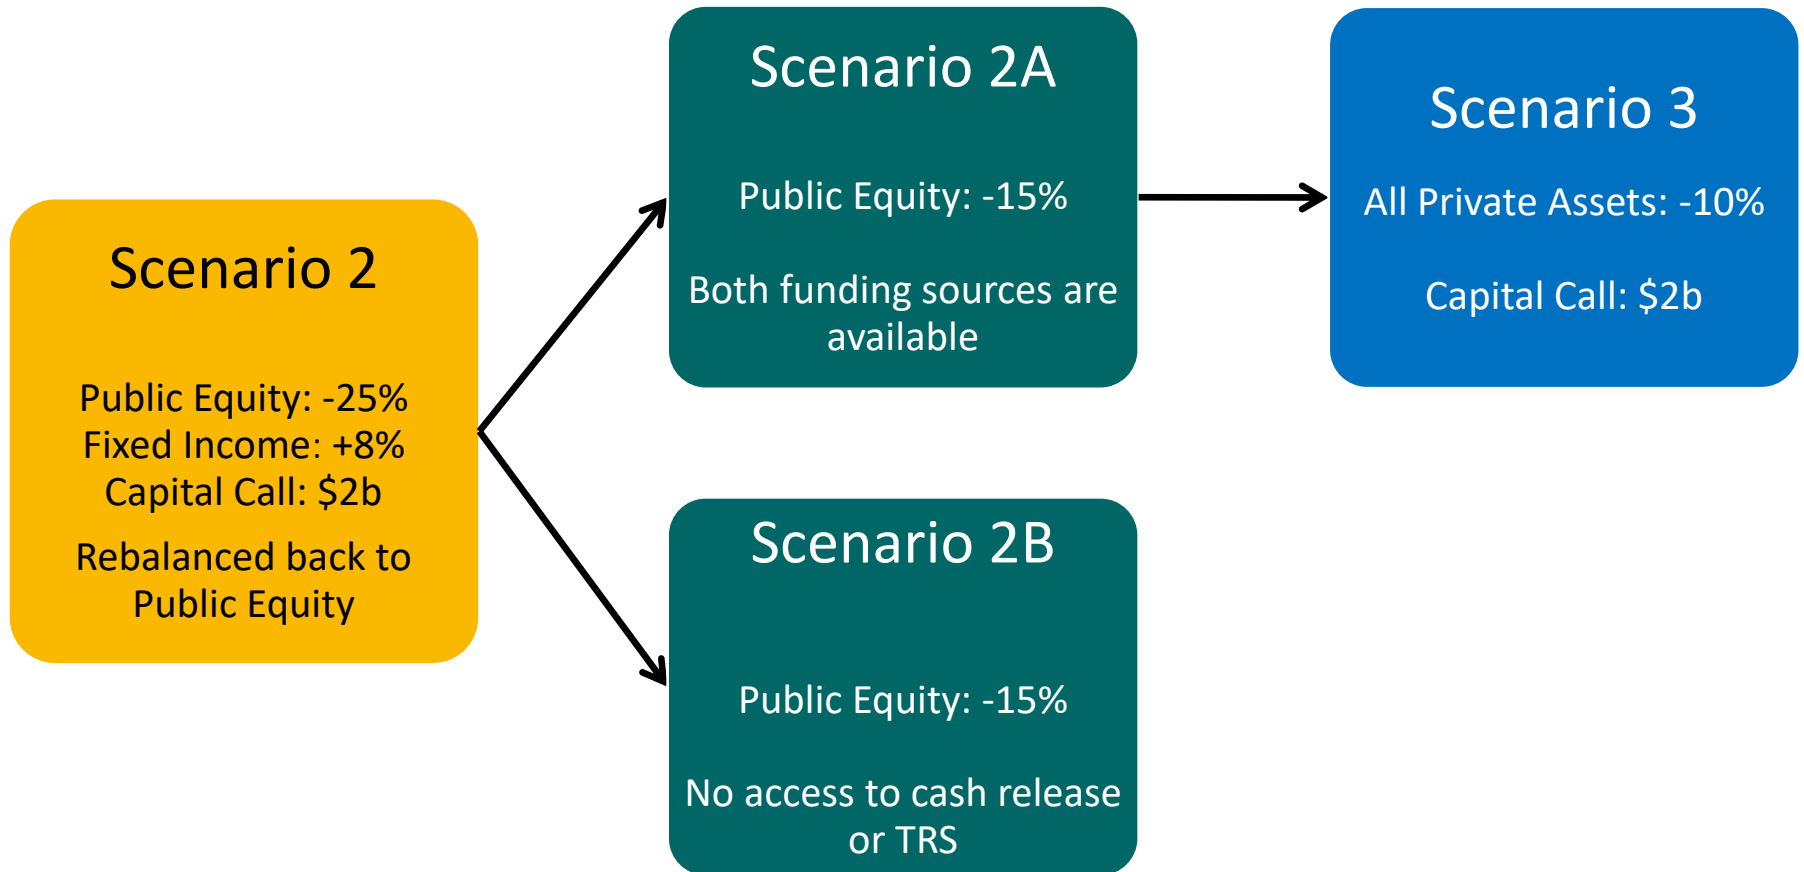 Scenario 2
Public Equity: -25%
Fixed Income: +8%
Capital Call: $2b
Rebalanced back to
Public Equity
Scenario 2A
Public Equity: -15%
Both funding sources are
available
Scenario 2B
Public Equity: -15%
No access to cash release
or TRS
Scenario 3
All Private Assets: -10%
Capital Call: $2b